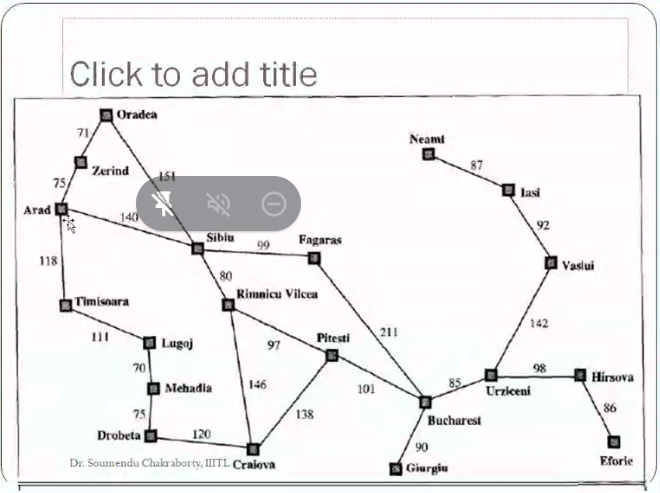 Click to add title
Oradea
71
Neamt
87
Zerind
151
75
Iasi
Arad
140
92
Sibiu
99
Fagaras
118
80
Vaslui
Timisoara
Rimnicu Vilcea
111
Lugoj
97
Pitesti
211
142
70
Mehadia
146
101
85
98
Hirsova
Urziceni
75
138
86
Drobeta
120
Bucharest
90
Eforie
Dr. Soumendu Chakraborty, IIITL
Craiova
Giurgiu